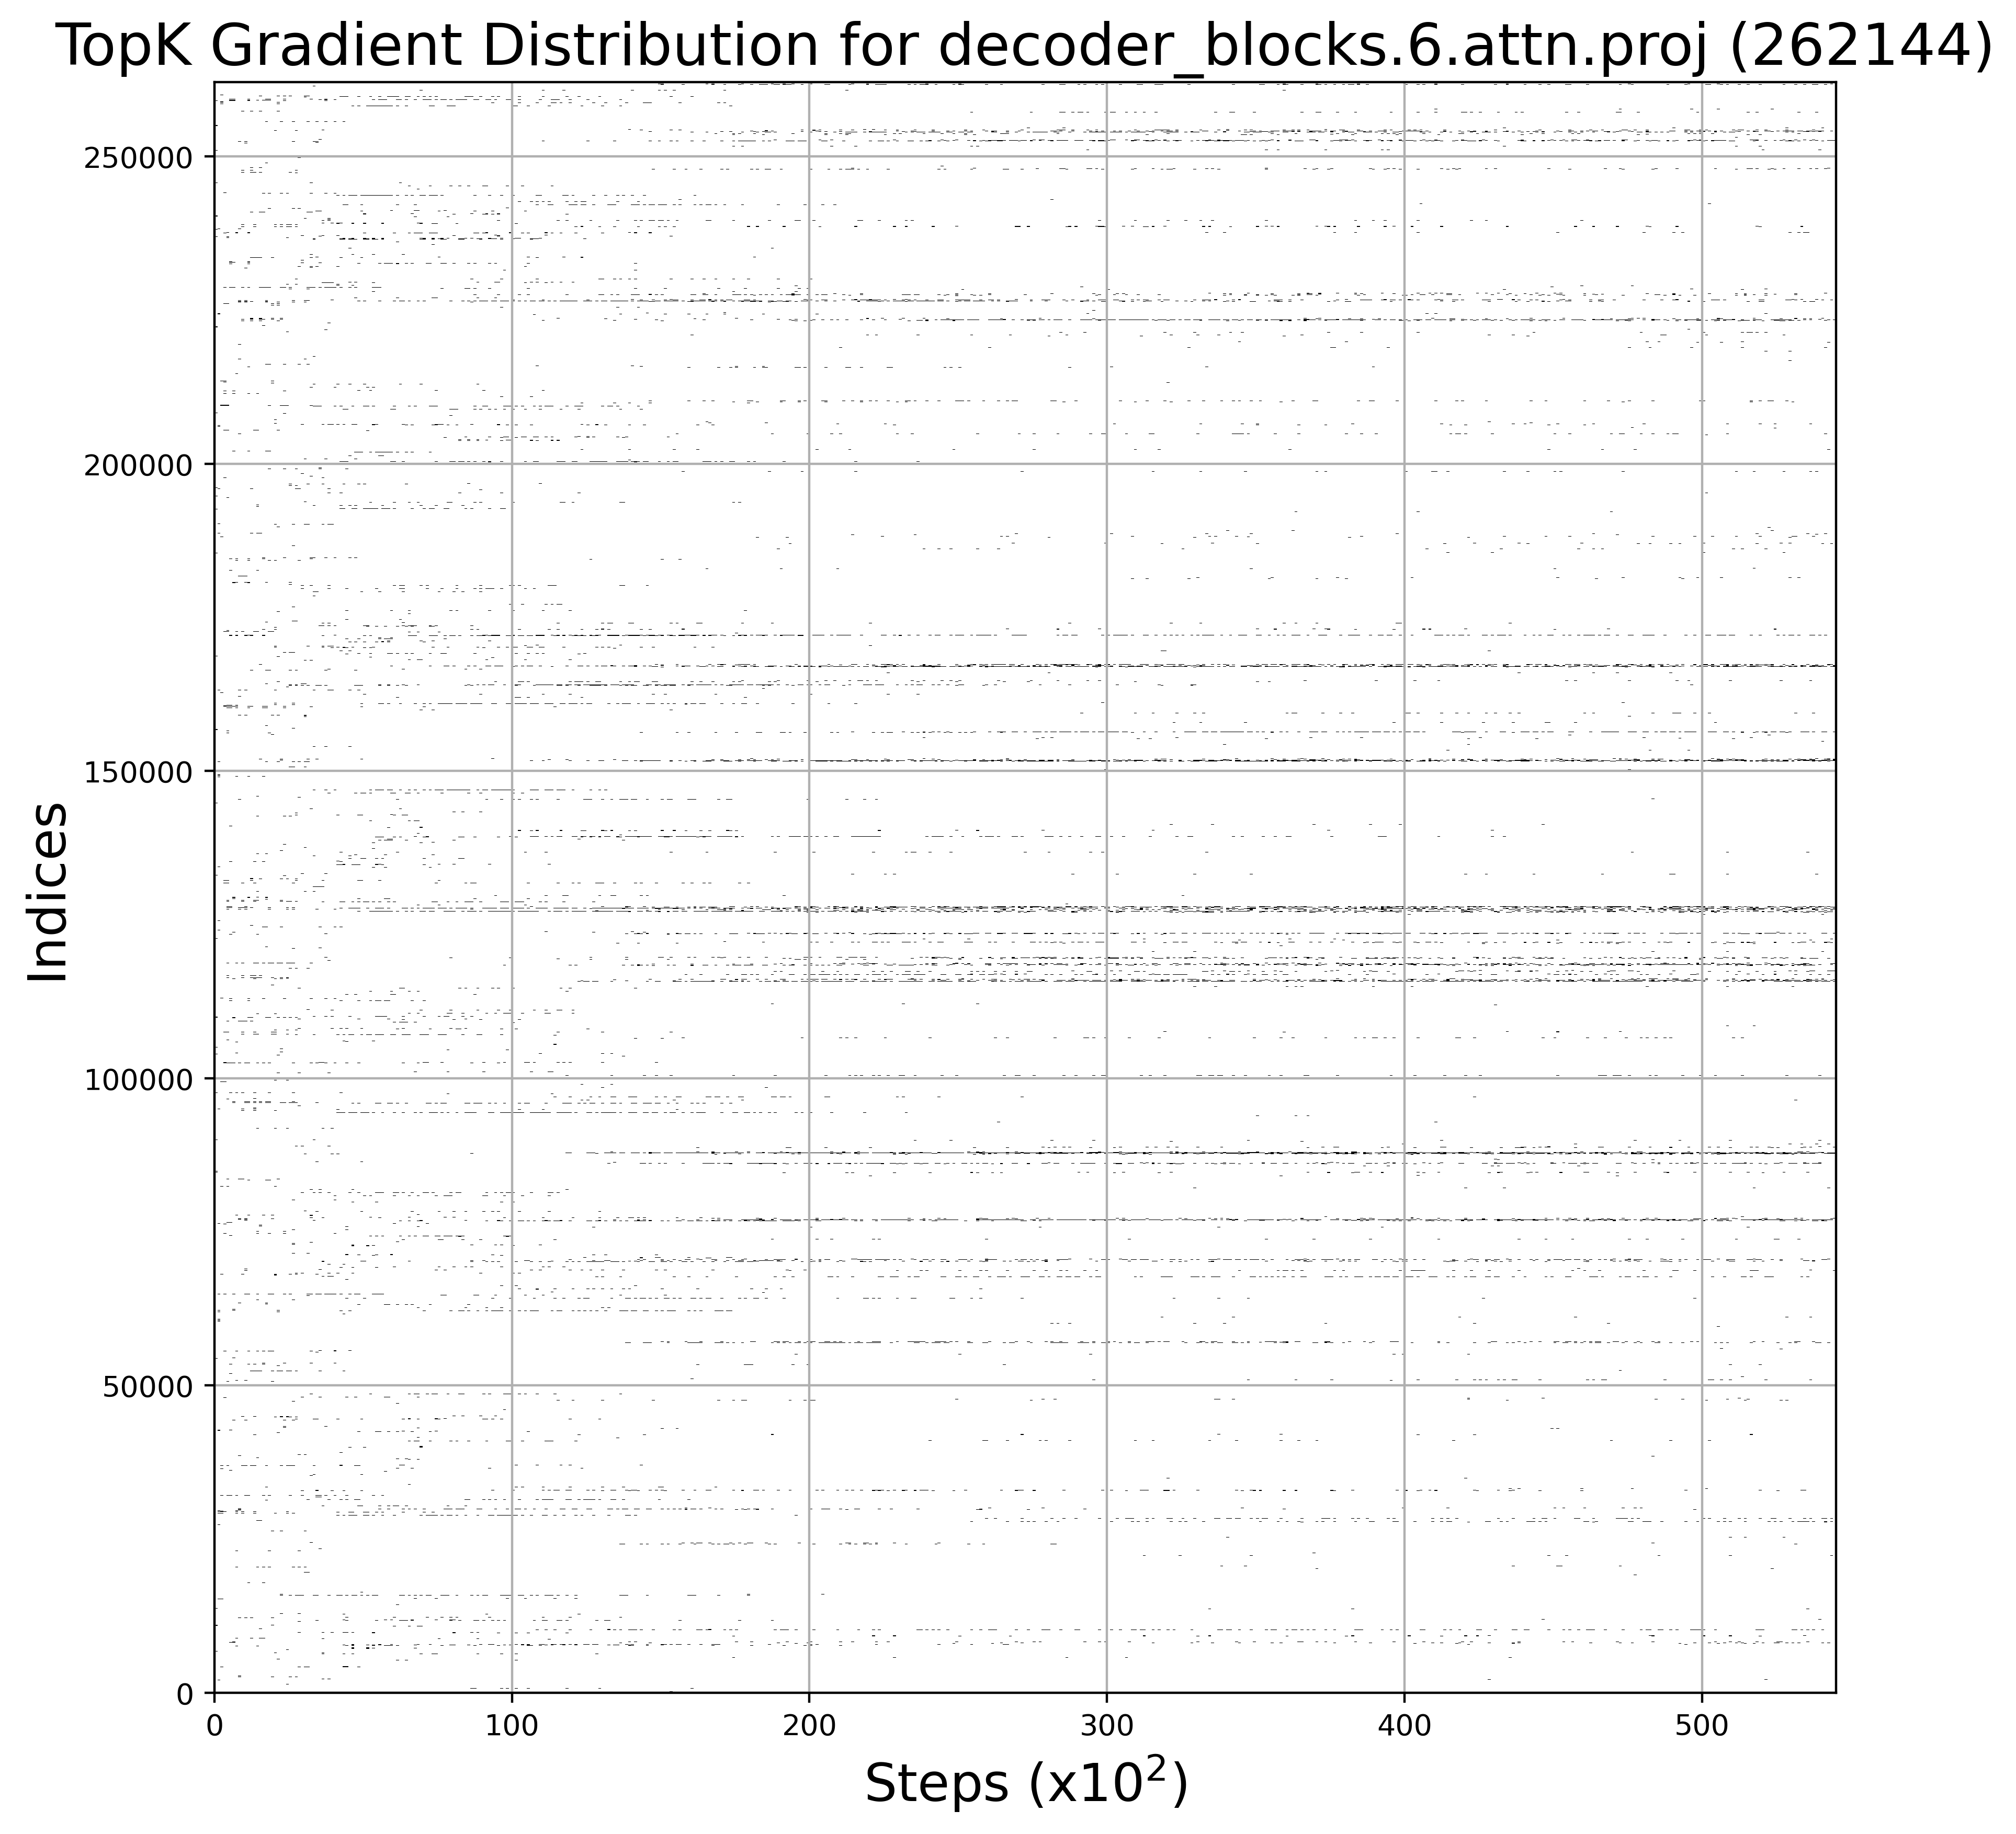 TopK Gradient Distribution for decoder_blocks.6.attn.proj (262144)
Indices
250000
200000
150000
100000
50000
0
0 100 200 300 400 500
Steps (x10²)